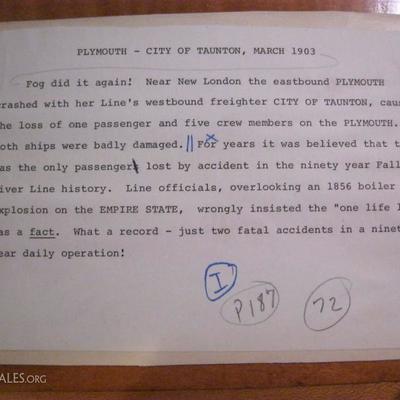 PLYMOUTH - CITY OF TAUNTON, MARCH 1903
Fog did it again! Near New London the eastbound PLYMOUTH
crashed with her Line's westbound freighter CITY OF TAUNTON, caus
the loss of one passenger and five crew members on the PLYMOUTH.
oth ships were badly damaged. || For years it was believed that t
as the only passenger lost by accident in the ninety year Fall
iver Line history. Line officials, overlooking an 1856 boiler
explosion on the EMPIRE STATE, wrongly insisted the "one life l
as a fact. What a record - just two fatal accidents in a ninet
ear daily operation!
I
P187
72
ALES.ORG